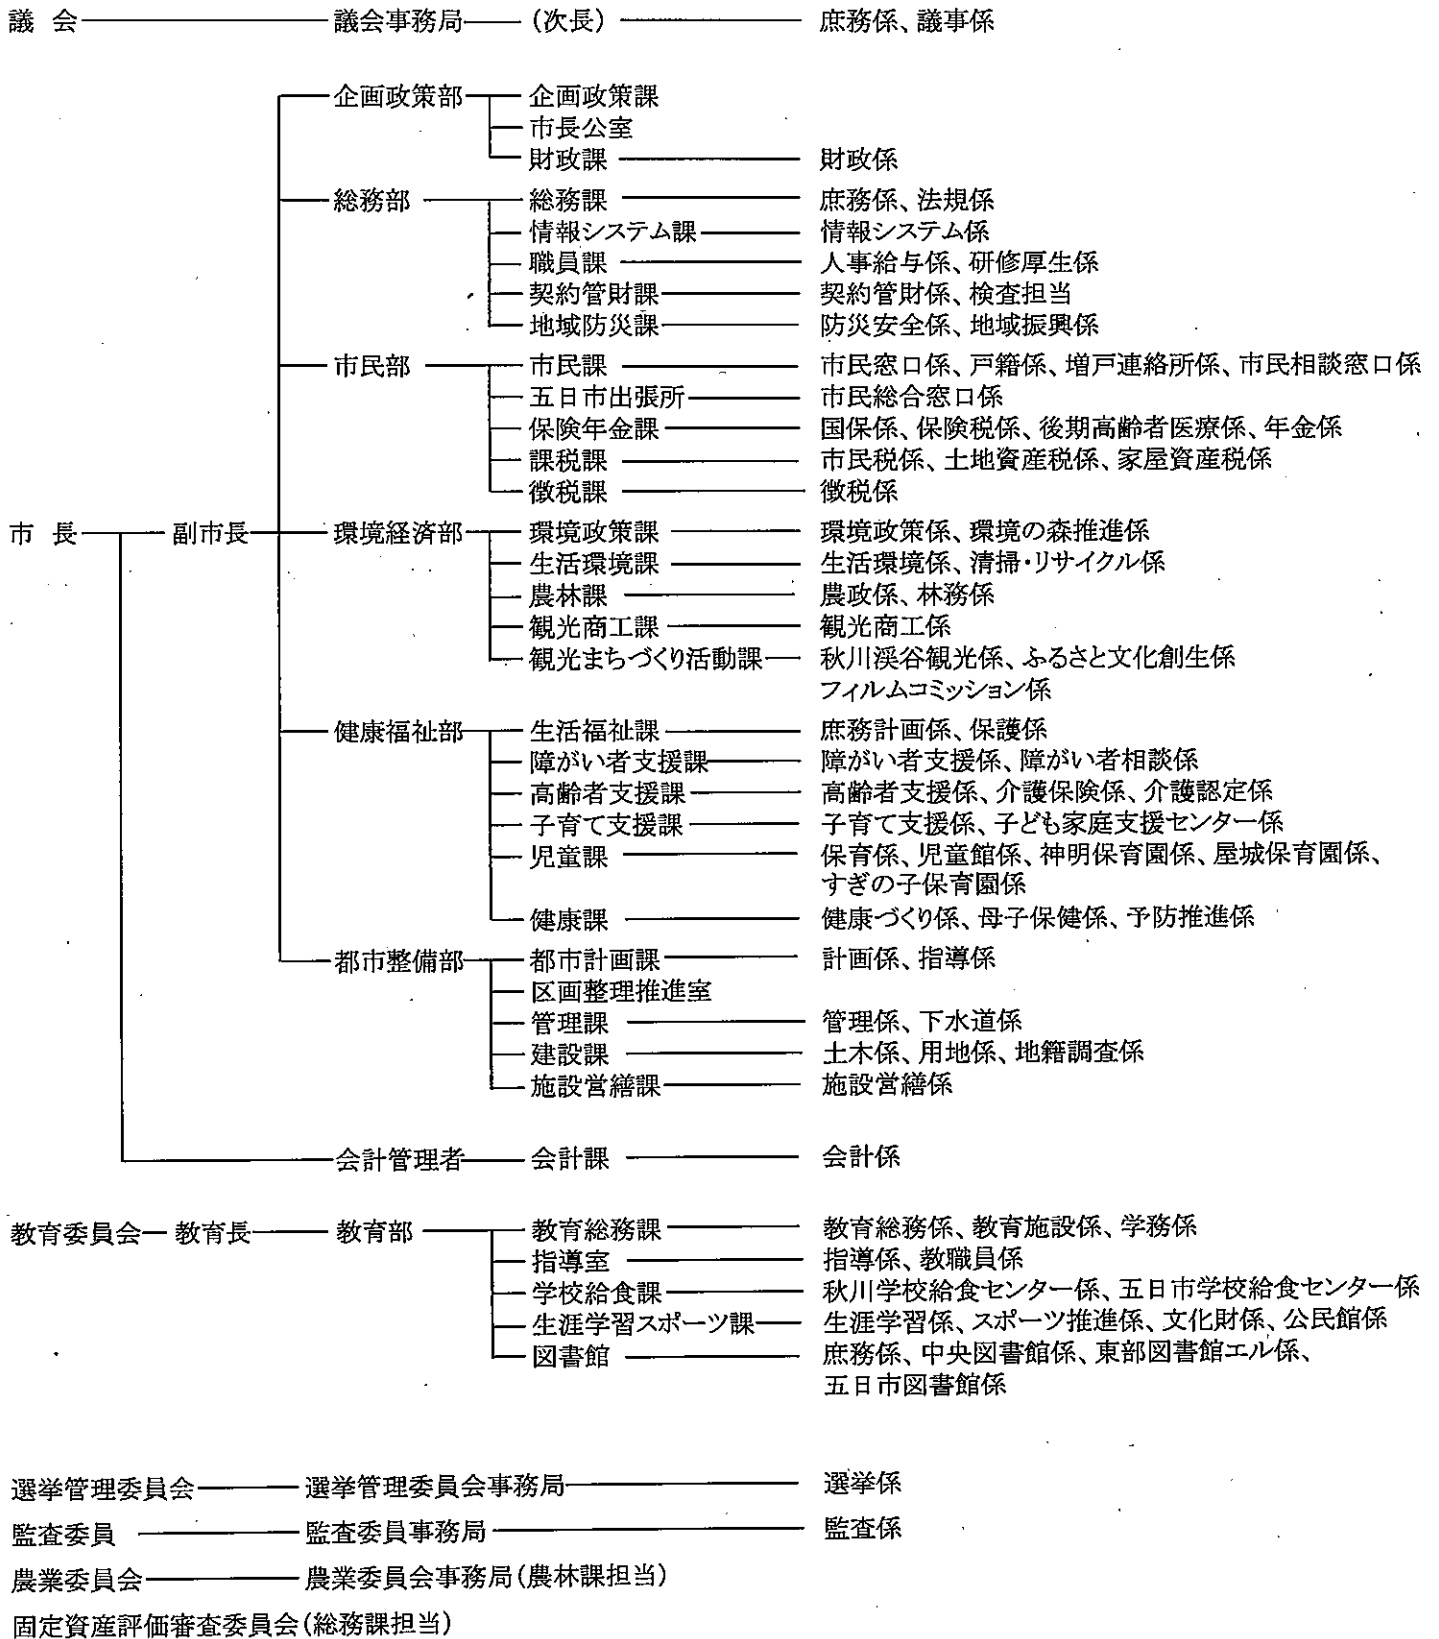 議 会 議会事務局 (次長) 庶務係、議事係
企画政策部 企画政策課
市長公室
財政課 財政係
総務部 総務課 庶務係、法規係
情報システム課 情報システム係
職員課 人事給与係、研修厚生係
契約管財課 契約管財係、検査担当
地域防災課 防災安全係、地域振興係
市民部 市民課 市民窓口係、戸籍係、増戸連絡所係、市民相談窓口係
五日市出張所 市民総合窓口係
保険年金課 国保係、保険税係、後期高齢者医療係、年金係
課税課 市民税係、土地資産税係、家屋資産税係
徴税課 徴税係
市 長 副市長 環境経済部 環境政策課 環境政策係、環境の森推進係
生活環境課 生活環境係、清掃・リサイクル係
農林課 農政係、林務係
観光商工課 観光商工係
観光まちづくり活動課 秋川渓谷観光係、ふるさと文化創生係
フィルムコミッション係
健康福祉部 生活福祉課 庶務計画係、保護係
障がい者支援課 障がい者支援係、障がい者相談係
高齢者支援課 高齢者支援係、介護保険係、介護認定係
子育て支援課 子育て支援係、子ども家庭支援センター係
児童課 保育係、児童館係、神明保育園係、屋城保育園係、
すぎの子保育園係
健康課 健康づくり係、母子保健係、予防推進係
都市整備部 都市計画課 計画係、指導係
区画整理推進室
管理課 管理係、下水道係
建設課 土木係、用地係、地籍調査係
施設営繕課 施設営繕係
会計管理者 会計課 会計係
教育委員会 教育長 教育部 教育総務課 教育総務係、教育施設係、学務係
指導室 指導係、教職員係
学校給食課 秋川学校給食センター係、五日市学校給食センター係
生涯学習スポーツ課 生涯学習係、スポーツ推進係、文化財係、公民館係
図書館 庶務係、中央図書館係、東部図書館エル係、
五日市図書館係
選挙管理委員会 選挙管理委員会事務局 選挙係
監査委員 監査委員事務局 監査係
農業委員会 農業委員会事務局(農林課担当)
固定資産評価審査委員会(総務課担当)